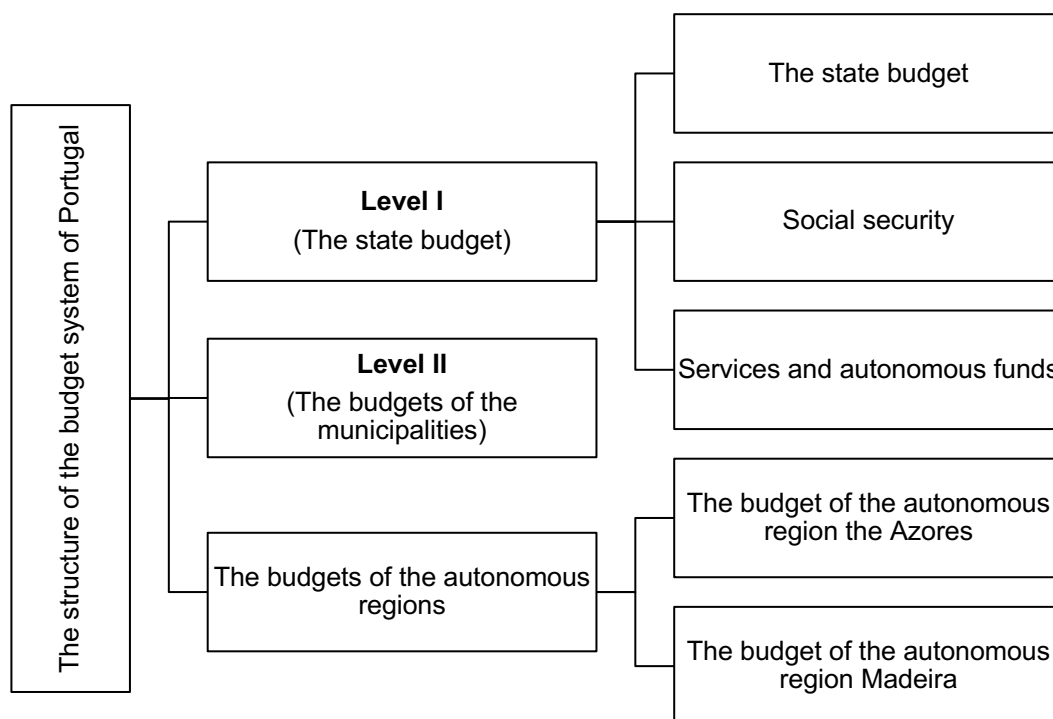 The structure of the budget system of Portugal
Level I
(The state budget)
Level II
(The budgets of the
municipalities)
The budgets of the autonomous
regions
The state budget
Social security
Services and autonomous funds
The budget of the autonomous
region the Azores
The budget of the autonomous
region Madeira